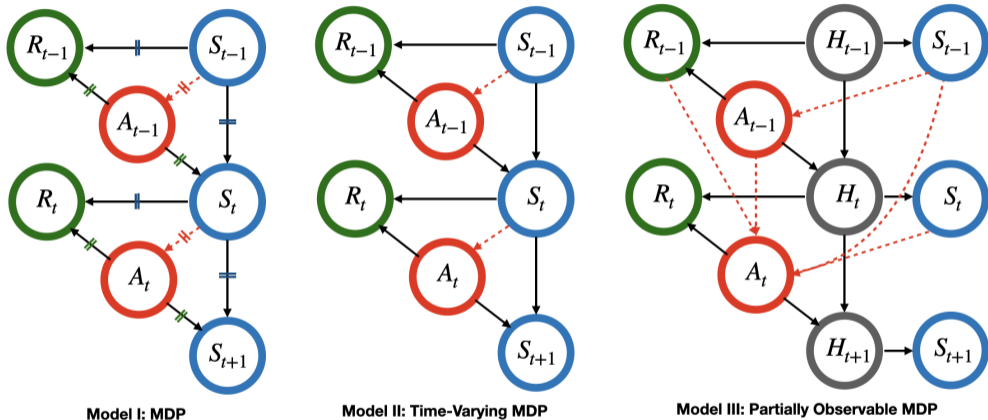 R_{t-1} S_{t-1} R_{t-1} S_{t-1} R_{t-1} H_{t-1} S_{t-1}
A_{t-1} A_{t-1} A_{t-1}
R_t S_t R_t S_t R_t H_t S_t
A_t A_t A_t
S_{t+1} S_{t+1} H_{t+1} S_{t+1}
Model I: MDP Model II: Time-Varying MDP Model III: Partially Observable MDP